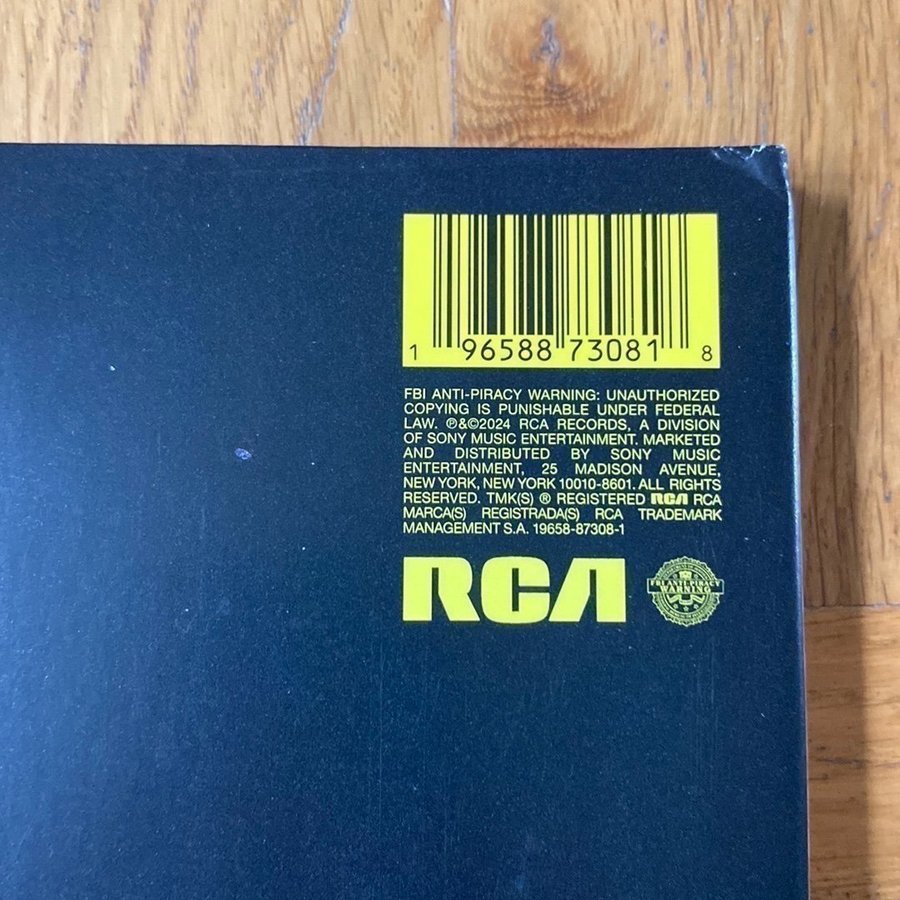 1 96588 73081 8
FBI ANTI-PIRACY WARNING: UNAUTHORIZED
COPYING IS PUNISHABLE UNDER FEDERAL
LAW. ℗&©2024 RCA RECORDS, A DIVISION
OF SONY MUSIC ENTERTAINMENT. MARKETED
AND DISTRIBUTED BY SONY MUSIC
ENTERTAINMENT, 25 MADISON AVENUE,
NEW YORK, NEW YORK 10010-8601. ALL RIGHTS
RESERVED. TMK(S) ® REGISTERED RCA RCA
MARCA(S) REGISTRADA(S) RCA TRADEMARK
MANAGEMENT S.A. 19658-87308-1
RCA
FBI ANTI-PIRACY
WARNING